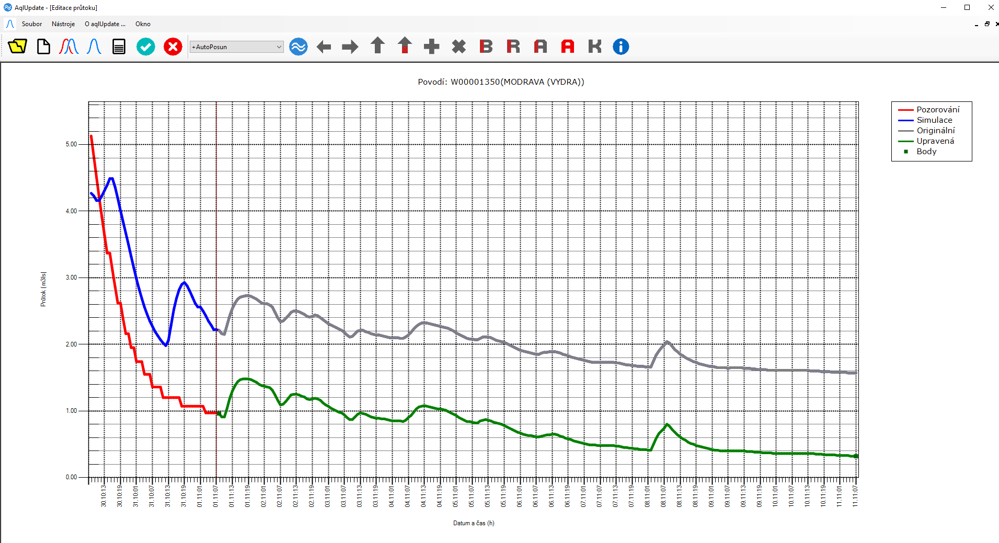 AqlUpdate - [Editace průtoku]
Soubor Nástroje O aqlUpdate ... Okno
+AutoPosun
B R A A K i
Povodí: W00001350(MODRAVA (VYDRA))
Pozorování
Simulace
Originální
Upravená
Body
Průtok [m3/s]
5.00
4.00
3.00
2.00
1.00
0.00
30.10:13 30.10:19 31.10:01 31.10:07 31.10:13 31.10:19 01.11:01 01.11:07 01.11:13 01.11:19 02.11:01 02.11:07 02.11:13 02.11:19 03.11:01 03.11:07 03.11:13 03.11:19 04.11:01 04.11:07 04.11:13 04.11:19 05.11:01 05.11:07 05.11:13 05.11:19 06.11:01 06.11:07 06.11:13 06.11:19 07.11:01 07.11:07 07.11:13 07.11:19 08.11:01 08.11:07 08.11:13 08.11:19 09.11:01 09.11:07 09.11:13 09.11:19 10.11:01 10.11:07 10.11:13 10.11:19 11.11:01 11.11:07
Datum a čas (h)